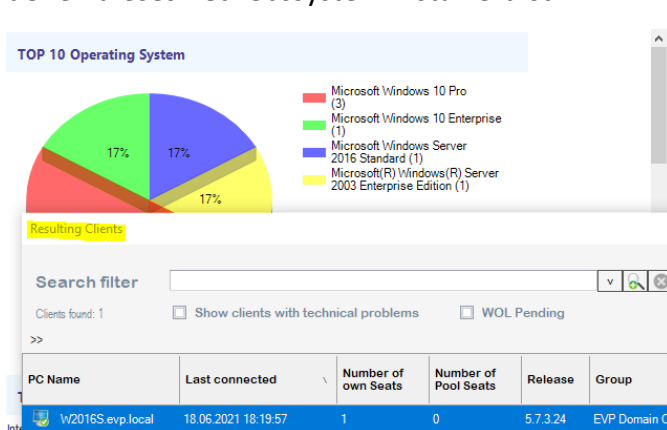 TOP 10 Operating System
Microsoft Windows 10 Pro
(3)
Microsoft Windows 10 Enterprise
(1)
Microsoft Windows Server
2016 Standard (1)
Microsoft(R) Windows(R) Server
2003 Enterprise Edition (1)
17%
17%
17%
Resulting Clients
Search filter
v
Clients found: 1
Show clients with technical problems
WOL Pending
>>
PC Name
Last connected
\
Number of
own Seats
Number of
Pool Seats
Release
Group
W2016S.evp.local
18.06.2021 18:19:57
1
0
5.7.3.24
EVP Domain